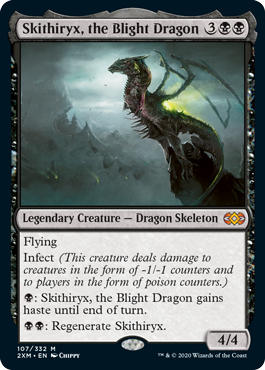 Skithiryx, the Blight Dragon 3
Legendary Creature — Dragon Skeleton
Flying
Infect (This creature deals damage to
creatures in the form of -1/-1 counters and
to players in the form of poison counters.)
: Skithiryx, the Blight Dragon gains
haste until end of turn.
: Regenerate Skithiryx.
4/4
107/332 M
2XM • EN CHIPPY
™ & © 2020 Wizards of the Coast